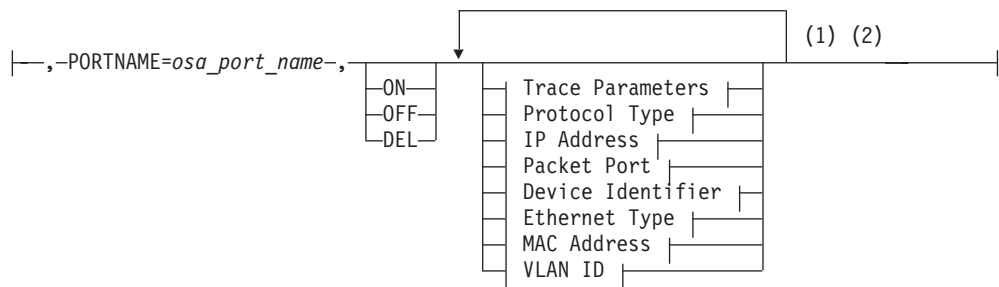 (1) (2)
,PORTNAME=osa_port_name,
ON
OFF
DEL
Trace Parameters
Protocol Type
IP Address
Packet Port
Device Identifier
Ethernet Type
MAC Address
VLAN ID